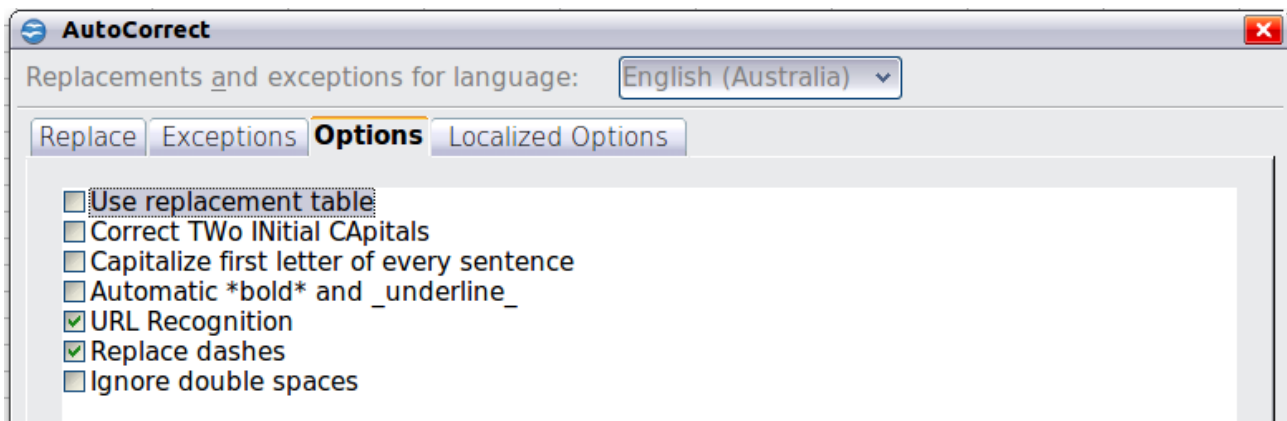 AutoCorrect
Replacements and exceptions for language: English (Australia)
Replace Exceptions Options Localized Options
Use replacement table
Correct TWo INitial CApitals
Capitalize first letter of every sentence
Automatic *bold* and _underline_
URL Recognition
Replace dashes
Ignore double spaces